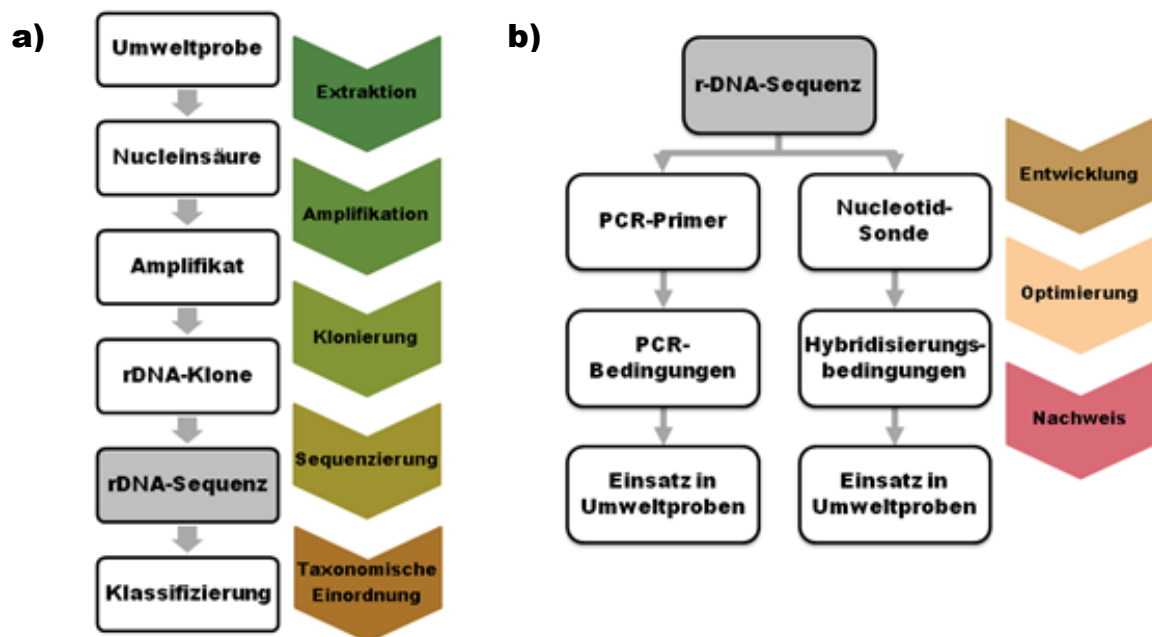 a)
Umweltprobe
Extraktion
Nucleinsäure
Amplifikation
Amplifikat
Klonierung
rDNA-Klone
Sequenzierung
rDNA-Sequenz
Taxonomische
Einordnung
Klassifizierung
b)
r-DNA-Sequenz
Entwicklung
PCR-Primer
Nucleotid-
Sonde
Optimierung
PCR-
Bedingungen
Hybridisierungs-
bedingungen
Nachweis
Einsatz in
Umweltproben
Einsatz in
Umweltproben